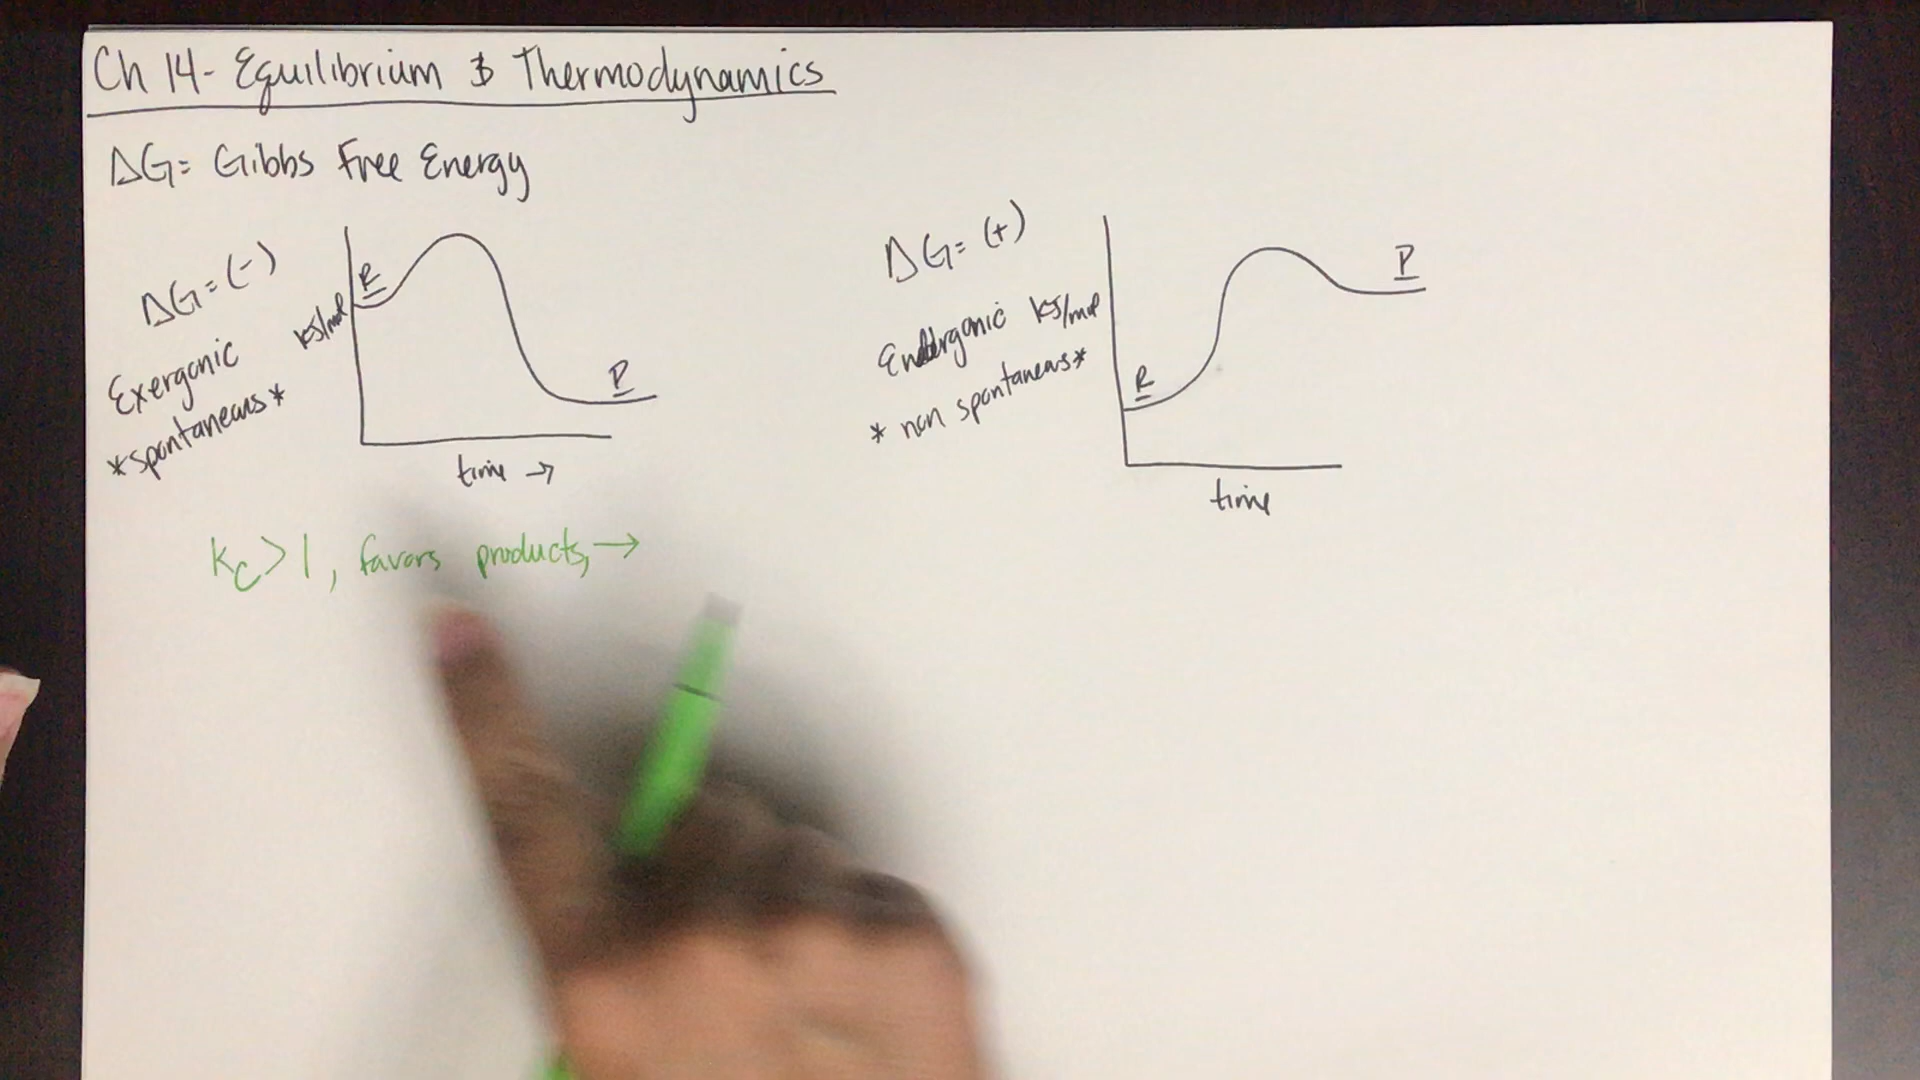 Ch 14- Equilibrium & Thermodynamics
ΔG= Gibbs Free Energy
ΔG= (-)
Exergonic
*spontaneous*
kJ/mol
R
P
time →
ΔG= (+)
Endergonic
* non spontaneous*
kJ/mol
R
P
time
Kc>1, favors products, →